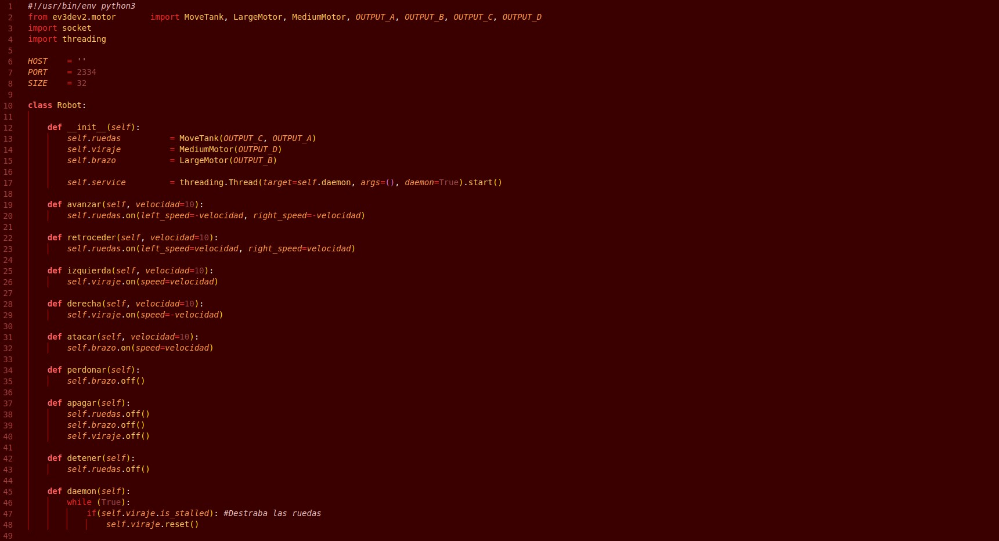 1 #!/usr/bin/env python3
2 from ev3dev2.motor       import MoveTank, LargeMotor, MediumMotor, OUTPUT_A, OUTPUT_B, OUTPUT_C, OUTPUT_D
3 import socket
4 import threading
5
6 HOST    = ''
7 PORT    = 2334
8 SIZE    = 32
9
10 class Robot:
11
12     def __init__(self):
13         self.ruedas          = MoveTank(OUTPUT_C, OUTPUT_A)
14         self.viraje          = MediumMotor(OUTPUT_D)
15         self.brazo           = LargeMotor(OUTPUT_B)
16
17         self.service         = threading.Thread(target=self.daemon, args=(), daemon=True).start()
18
19     def avanzar(self, velocidad=10):
20         self.ruedas.on(left_speed=-velocidad, right_speed=-velocidad)
21
22     def retroceder(self, velocidad=10):
23         self.ruedas.on(left_speed=velocidad, right_speed=velocidad)
24
25     def izquierda(self, velocidad=10):
26         self.viraje.on(speed=velocidad)
27
28     def derecha(self, velocidad=10):
29         self.viraje.on(speed=-velocidad)
30
31     def atacar(self, velocidad=10):
32         self.brazo.on(speed=velocidad)
33
34     def perdonar(self):
35         self.brazo.off()
36
37     def apagar(self):
38         self.ruedas.off()
39         self.brazo.off()
40         self.viraje.off()
41
42     def detener(self):
43         self.ruedas.off()
44
45     def daemon(self):
46         while (True):
47             if(self.viraje.is_stalled): #Destraba las ruedas
48                 self.viraje.reset()
49